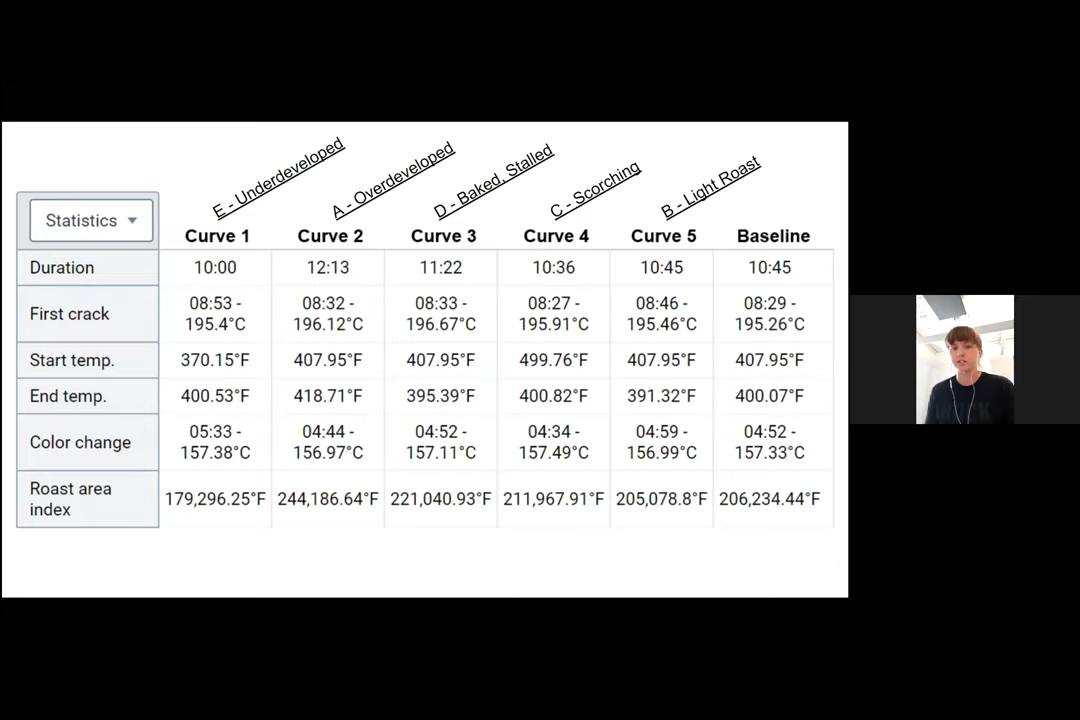 E - Underdeveloped
A - Overdeveloped
D - Baked, Stalled
C - Scorching
B - Light Roast
Statistics
Curve 1 Curve 2 Curve 3 Curve 4 Curve 5 Baseline
Duration 10:00 12:13 11:22 10:36 10:45 10:45
First crack 08:53 - 08:32 - 08:33 - 08:27 - 08:46 - 08:29 -
195.4°C 196.12°C 196.67°C 195.91°C 195.46°C 195.26°C
Start temp. 370.15°F 407.95°F 407.95°F 499.76°F 407.95°F 407.95°F
End temp. 400.53°F 418.71°F 395.39°F 400.82°F 391.32°F 400.07°F
Color change 05:33 - 04:44 - 04:52 - 04:34 - 04:59 - 04:52 -
157.38°C 156.97°C 157.11°C 157.49°C 156.99°C 157.33°C
Roast area
index 179,296.25°F 244,186.64°F 221,040.93°F 211,967.91°F 205,078.8°F 206,234.44°F